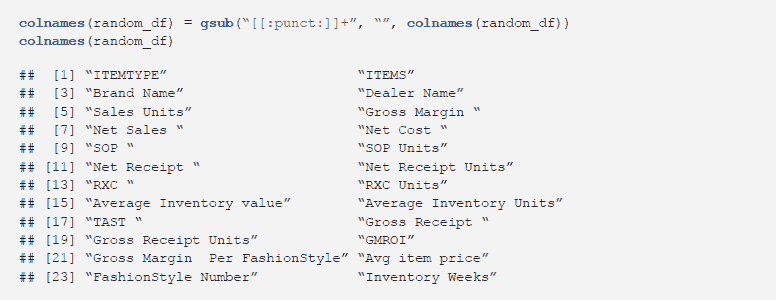 colnames(random_df) = gsub(“[[:punct:]]+”, “”, colnames(random_df))
colnames(random_df)
## [1] “ITEMTYPE” “ITEMS”
## [3] “Brand Name” “Dealer Name”
## [5] “Sales Units” “Gross Margin “
## [7] “Net Sales “ “Net Cost “
## [9] “SOP “ “SOP Units”
## [11] “Net Receipt “ “Net Receipt Units”
## [13] “RXC “ “RXC Units”
## [15] “Average Inventory value” “Average Inventory Units”
## [17] “TAST “ “Gross Receipt “
## [19] “Gross Receipt Units” “GMROI”
## [21] “Gross Margin  Per FashionStyle” “Avg item price”
## [23] “FashionStyle Number” “Inventory Weeks”